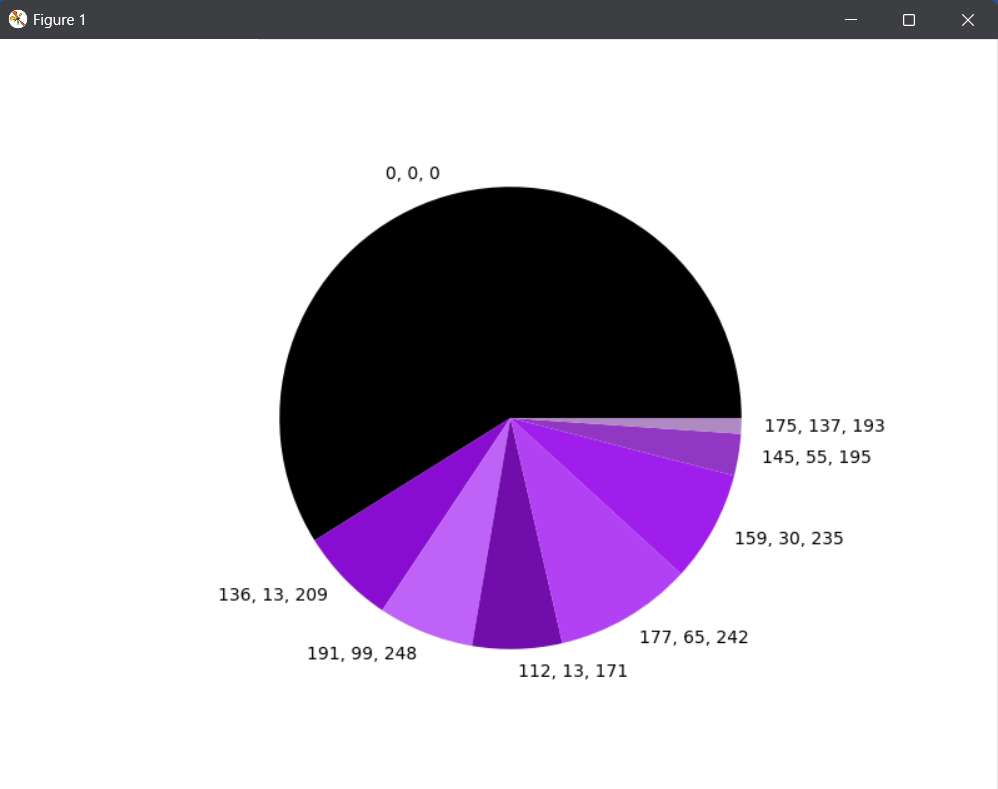 Figure 1
0, 0, 0
175, 137, 193
145, 55, 195
159, 30, 235
136, 13, 209
177, 65, 242
191, 99, 248
112, 13, 171